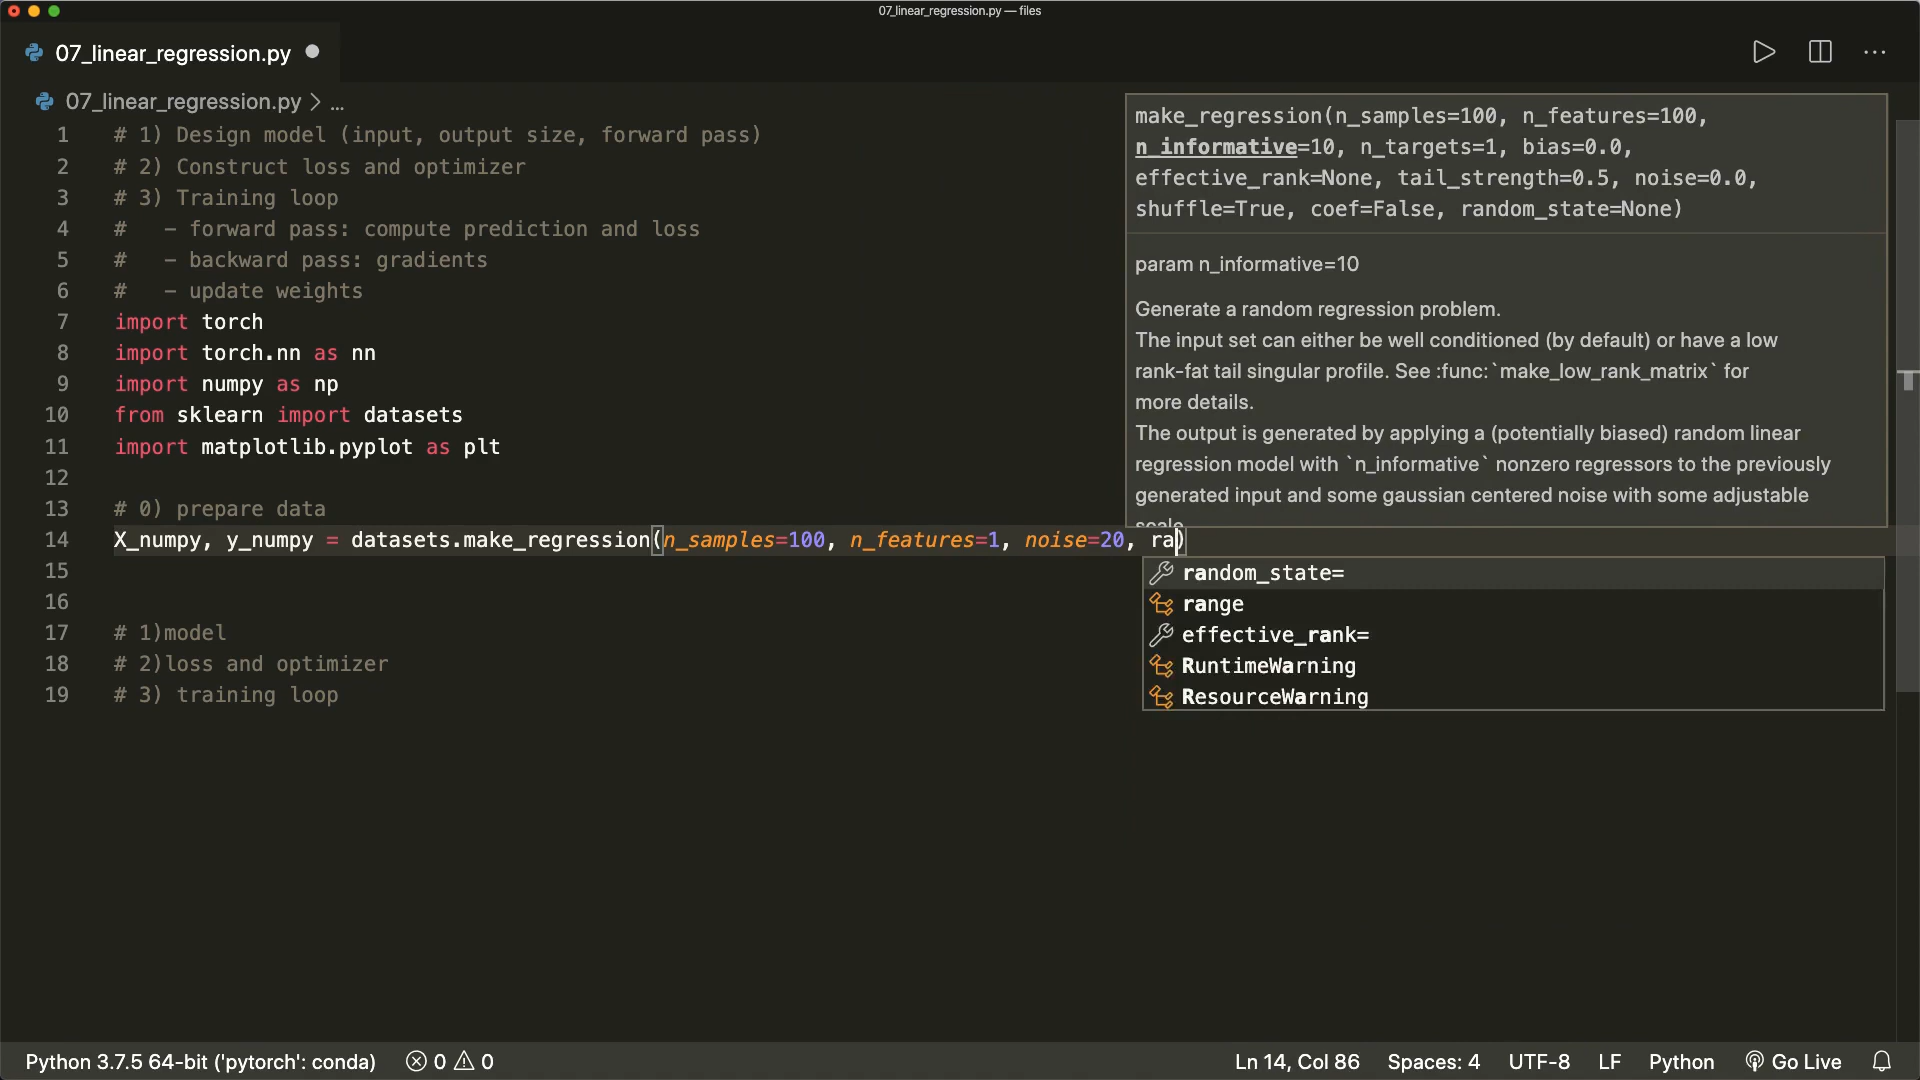 07_linear_regression.py — files
07_linear_regression.py
07_linear_regression.py > ...
1 # 1) Design model (input, output size, forward pass)
2 # 2) Construct loss and optimizer
3 # 3) Training loop
4 #   - forward pass: compute prediction and loss
5 #   - backward pass: gradients
6 #   - update weights
7 import torch
8 import torch.nn as nn
9 import numpy as np
10 from sklearn import datasets
11 import matplotlib.pyplot as plt
12
13 # 0) prepare data
14 X_numpy, y_numpy = datasets.make_regression(n_samples=100, n_features=1, noise=20, ra)
15
16
17 # 1)model
18 # 2)loss and optimizer
19 # 3) training loop
make_regression(n_samples=100, n_features=100,
n_informative=10, n_targets=1, bias=0.0,
effective_rank=None, tail_strength=0.5, noise=0.0,
shuffle=True, coef=False, random_state=None)
param n_informative=10
Generate a random regression problem.
The input set can either be well conditioned (by default) or have a low
rank-fat tail singular profile. See :func:`make_low_rank_matrix` for
more details.
The output is generated by applying a (potentially biased) random linear
regression model with `n_informative` nonzero regressors to the previously
generated input and some gaussian centered noise with some adjustable
scale
random_state=
range
effective_rank=
RuntimeWarning
ResourceWarning
Python 3.7.5 64-bit ('pytorch': conda) 0 0 Ln 14, Col 86 Spaces: 4 UTF-8 LF Python Go Live